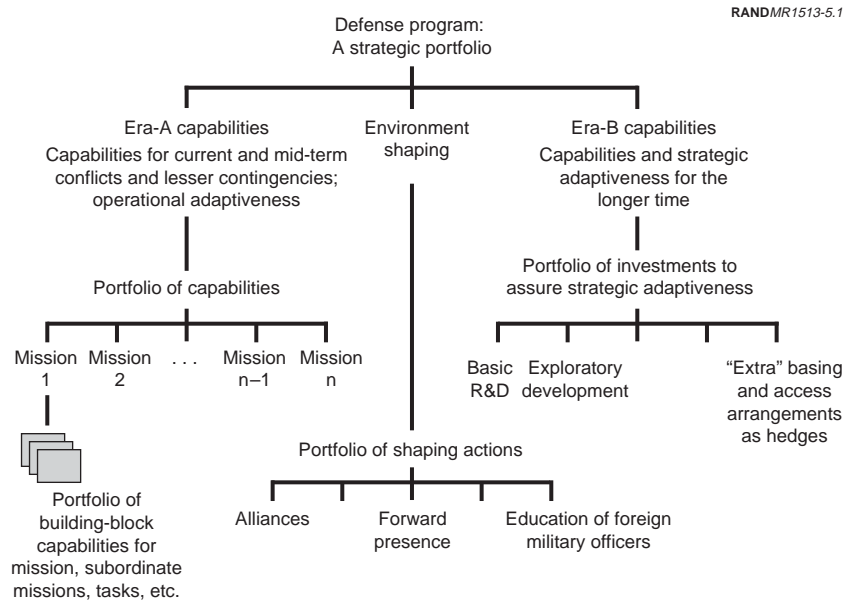 RANDMR1513-5.1
Defense program:
A strategic portfolio
Era-A capabilities
Capabilities for current and mid-term
conflicts and lesser contingencies;
operational adaptiveness
Environment
shaping
Era-B capabilities
Capabilities and strategic
adaptiveness for the
longer time
Portfolio of capabilities
Mission
1
Mission
2
. . .
Mission
n–1
Mission
n
Portfolio of
building-block
capabilities for
mission, subordinate
missions, tasks, etc.
Portfolio of shaping actions
Alliances
Forward
presence
Education of foreign
military officers
Portfolio of investments to
assure strategic adaptiveness
Basic
R&D
Exploratory
development
“Extra” basing
and access
arrangements
as hedges